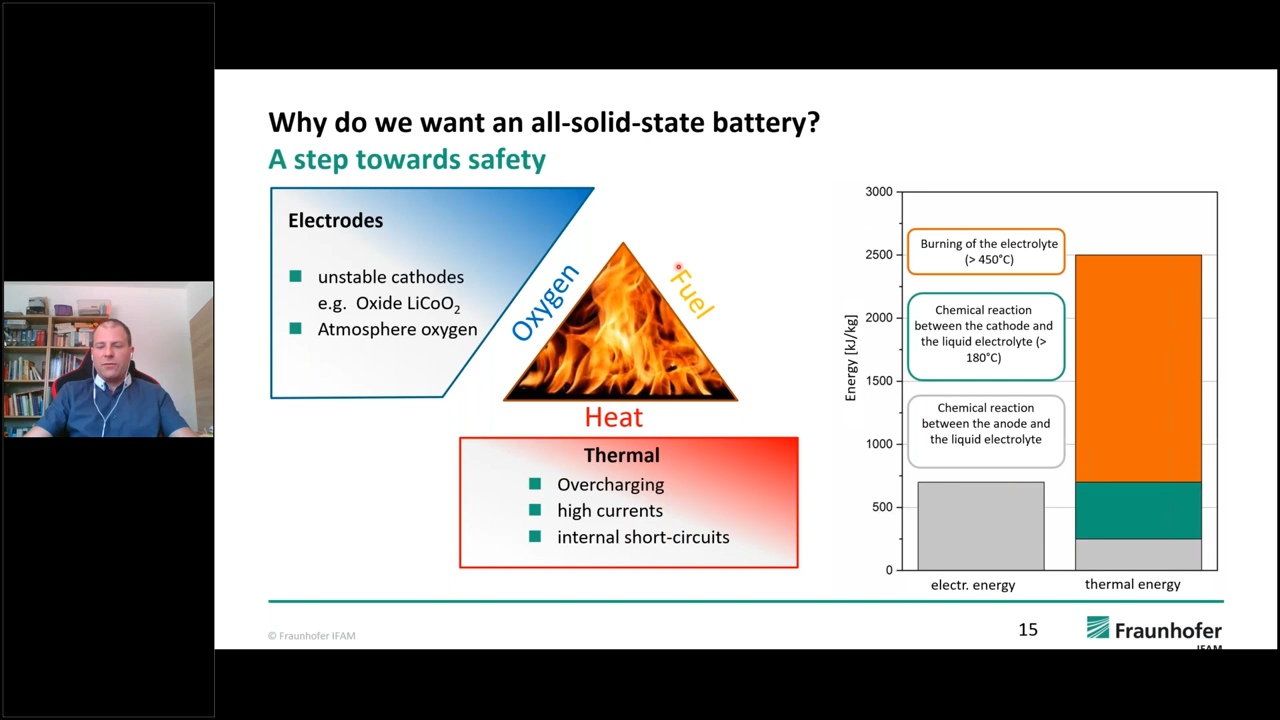 Why do we want an all-solid-state battery?
A step towards safety
Electrodes
unstable cathodes
e.g. Oxide LiCoO₂
Atmosphere oxygen
Oxygen
Fuel
Heat
Thermal
Overcharging
high currents
internal short-circuits
3000
2500
2000
1500
1000
500
0
Energy [kJ/kg]
Burning of the electrolyte
(> 450°C)
Chemical reaction
between the cathode and
the liquid electrolyte (>
180°C)
Chemical reaction
between the anode and
the liquid electrolyte
electr. energy
thermal energy
© Fraunhofer IFAM
15
Fraunhofer
IFAM